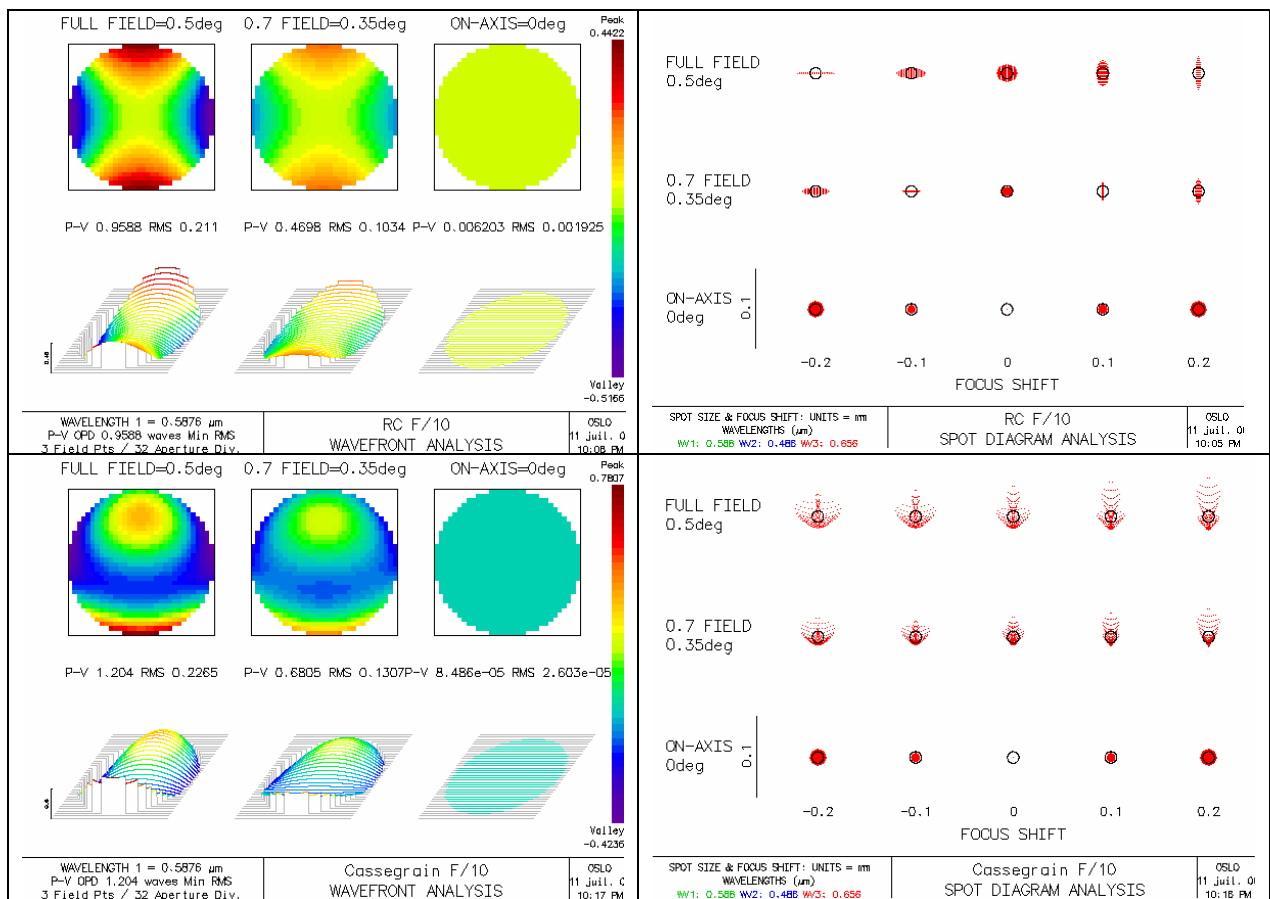 FULL FIELD=0.5deg 0.7 FIELD=0.35deg ON-AXIS=0deg
Peak
0.4422
P-V 0.9588 RMS 0.211 P-V 0.4698 RMS 0.1034 P-V 0.006203 RMS 0.001925
Valley
-0.5166
WAVELENGTH 1 = 0.5876 µm
P-V OPD 0.9588 waves Min RMS
3 Field Pts / 32 Aperture Div.
RC F/10
WAVEFRONT ANALYSIS
OSLO
11 juil. 0
10:08 PM
FULL FIELD
0.5deg
0.7 FIELD
0.35deg
ON-AXIS
0deg
0.1
-0.2 -0.1 0 0.1 0.2
FOCUS SHIFT
SPOT SIZE & FOCUS SHIFT: UNITS = mm
WAVELENGTHS (µm)
WV1: 0.588 WV2: 0.486 WV3: 0.656
RC F/10
SPOT DIAGRAM ANALYSIS
OSLO
11 juil. 0
10:05 PM
FULL FIELD=0.5deg 0.7 FIELD=0.35deg ON-AXIS=0deg
Peak
0.7807
P-V 1.204 RMS 0.2265 P-V 0.6805 RMS 0.1307 P-V 8.486e-05 RMS 2.603e-05
Valley
-0.4236
WAVELENGTH 1 = 0.5876 µm
P-V OPD 1.204 waves Min RMS
3 Field Pts / 32 Aperture Div.
Cassegrain F/10
WAVEFRONT ANALYSIS
OSLO
11 juil.
10:17 PM
FULL FIELD
0.5deg
0.7 FIELD
0.35deg
ON-AXIS
0deg
0.1
-0.2 -0.1 0 0.1 0.2
FOCUS SHIFT
SPOT SIZE & FOCUS SHIFT: UNITS = mm
WAVELENGTHS (µm)
WV1: 0.588 WV2: 0.486 WV3: 0.656
Cassegrain F/10
SPOT DIAGRAM ANALYSIS
OSLO
11 juil. 0
10:16 PM